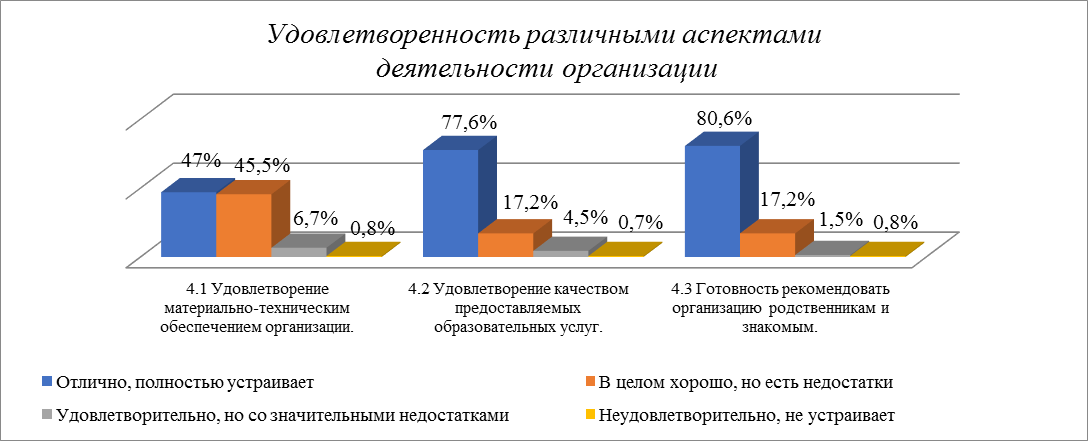 Удовлетворенность различными аспектами
деятельности организации
47%
45,5%
6,7%
0,8%
77,6%
17,2%
4,5%
0,7%
80,6%
17,2%
1,5%
0,8%
4.1 Удовлетворение
материально-техническим
обеспечением организации.
4.2 Удовлетворение качеством
предоставляемых
образовательных услуг.
4.3 Готовность рекомендовать
организацию родственникам и
знакомым.
Отлично, полностью устраивает
В целом хорошо, но есть недостатки
Удовлетворительно, но со значительными недостатками
Неудовлетворительно, не устраивает